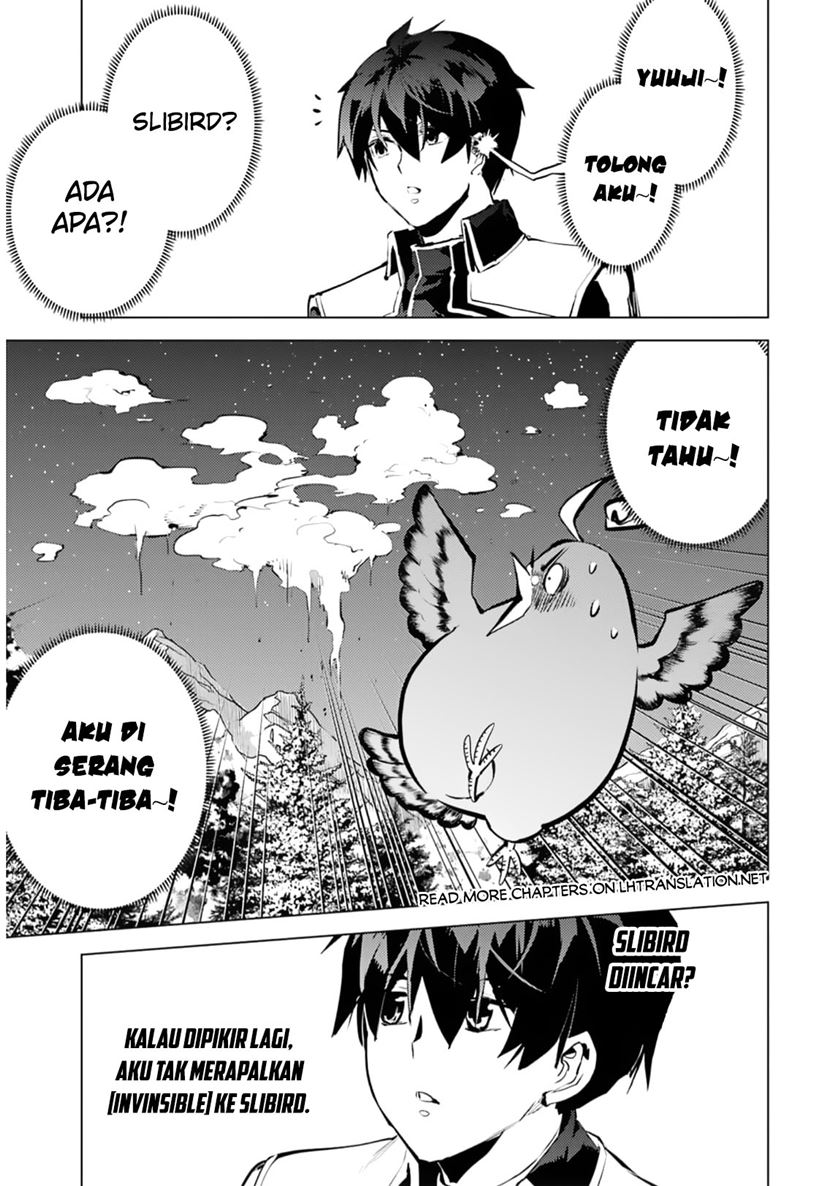 YUUJI~!
TOLONG
AKU~!
SLIBIRD?
ADA
APA?!
TIDAK
TAHU~!
AKU DI
SERANG
TIBA-TIBA~!
READ MORE CHAPTERS ON LHTRANSLATION.NET
SLIBIRD
DIINCAR?
KALAU DIPIKIR LAGI,
AKU TAK MERAPALKAN
[INVINSIBLE] KE SLIBIRD.